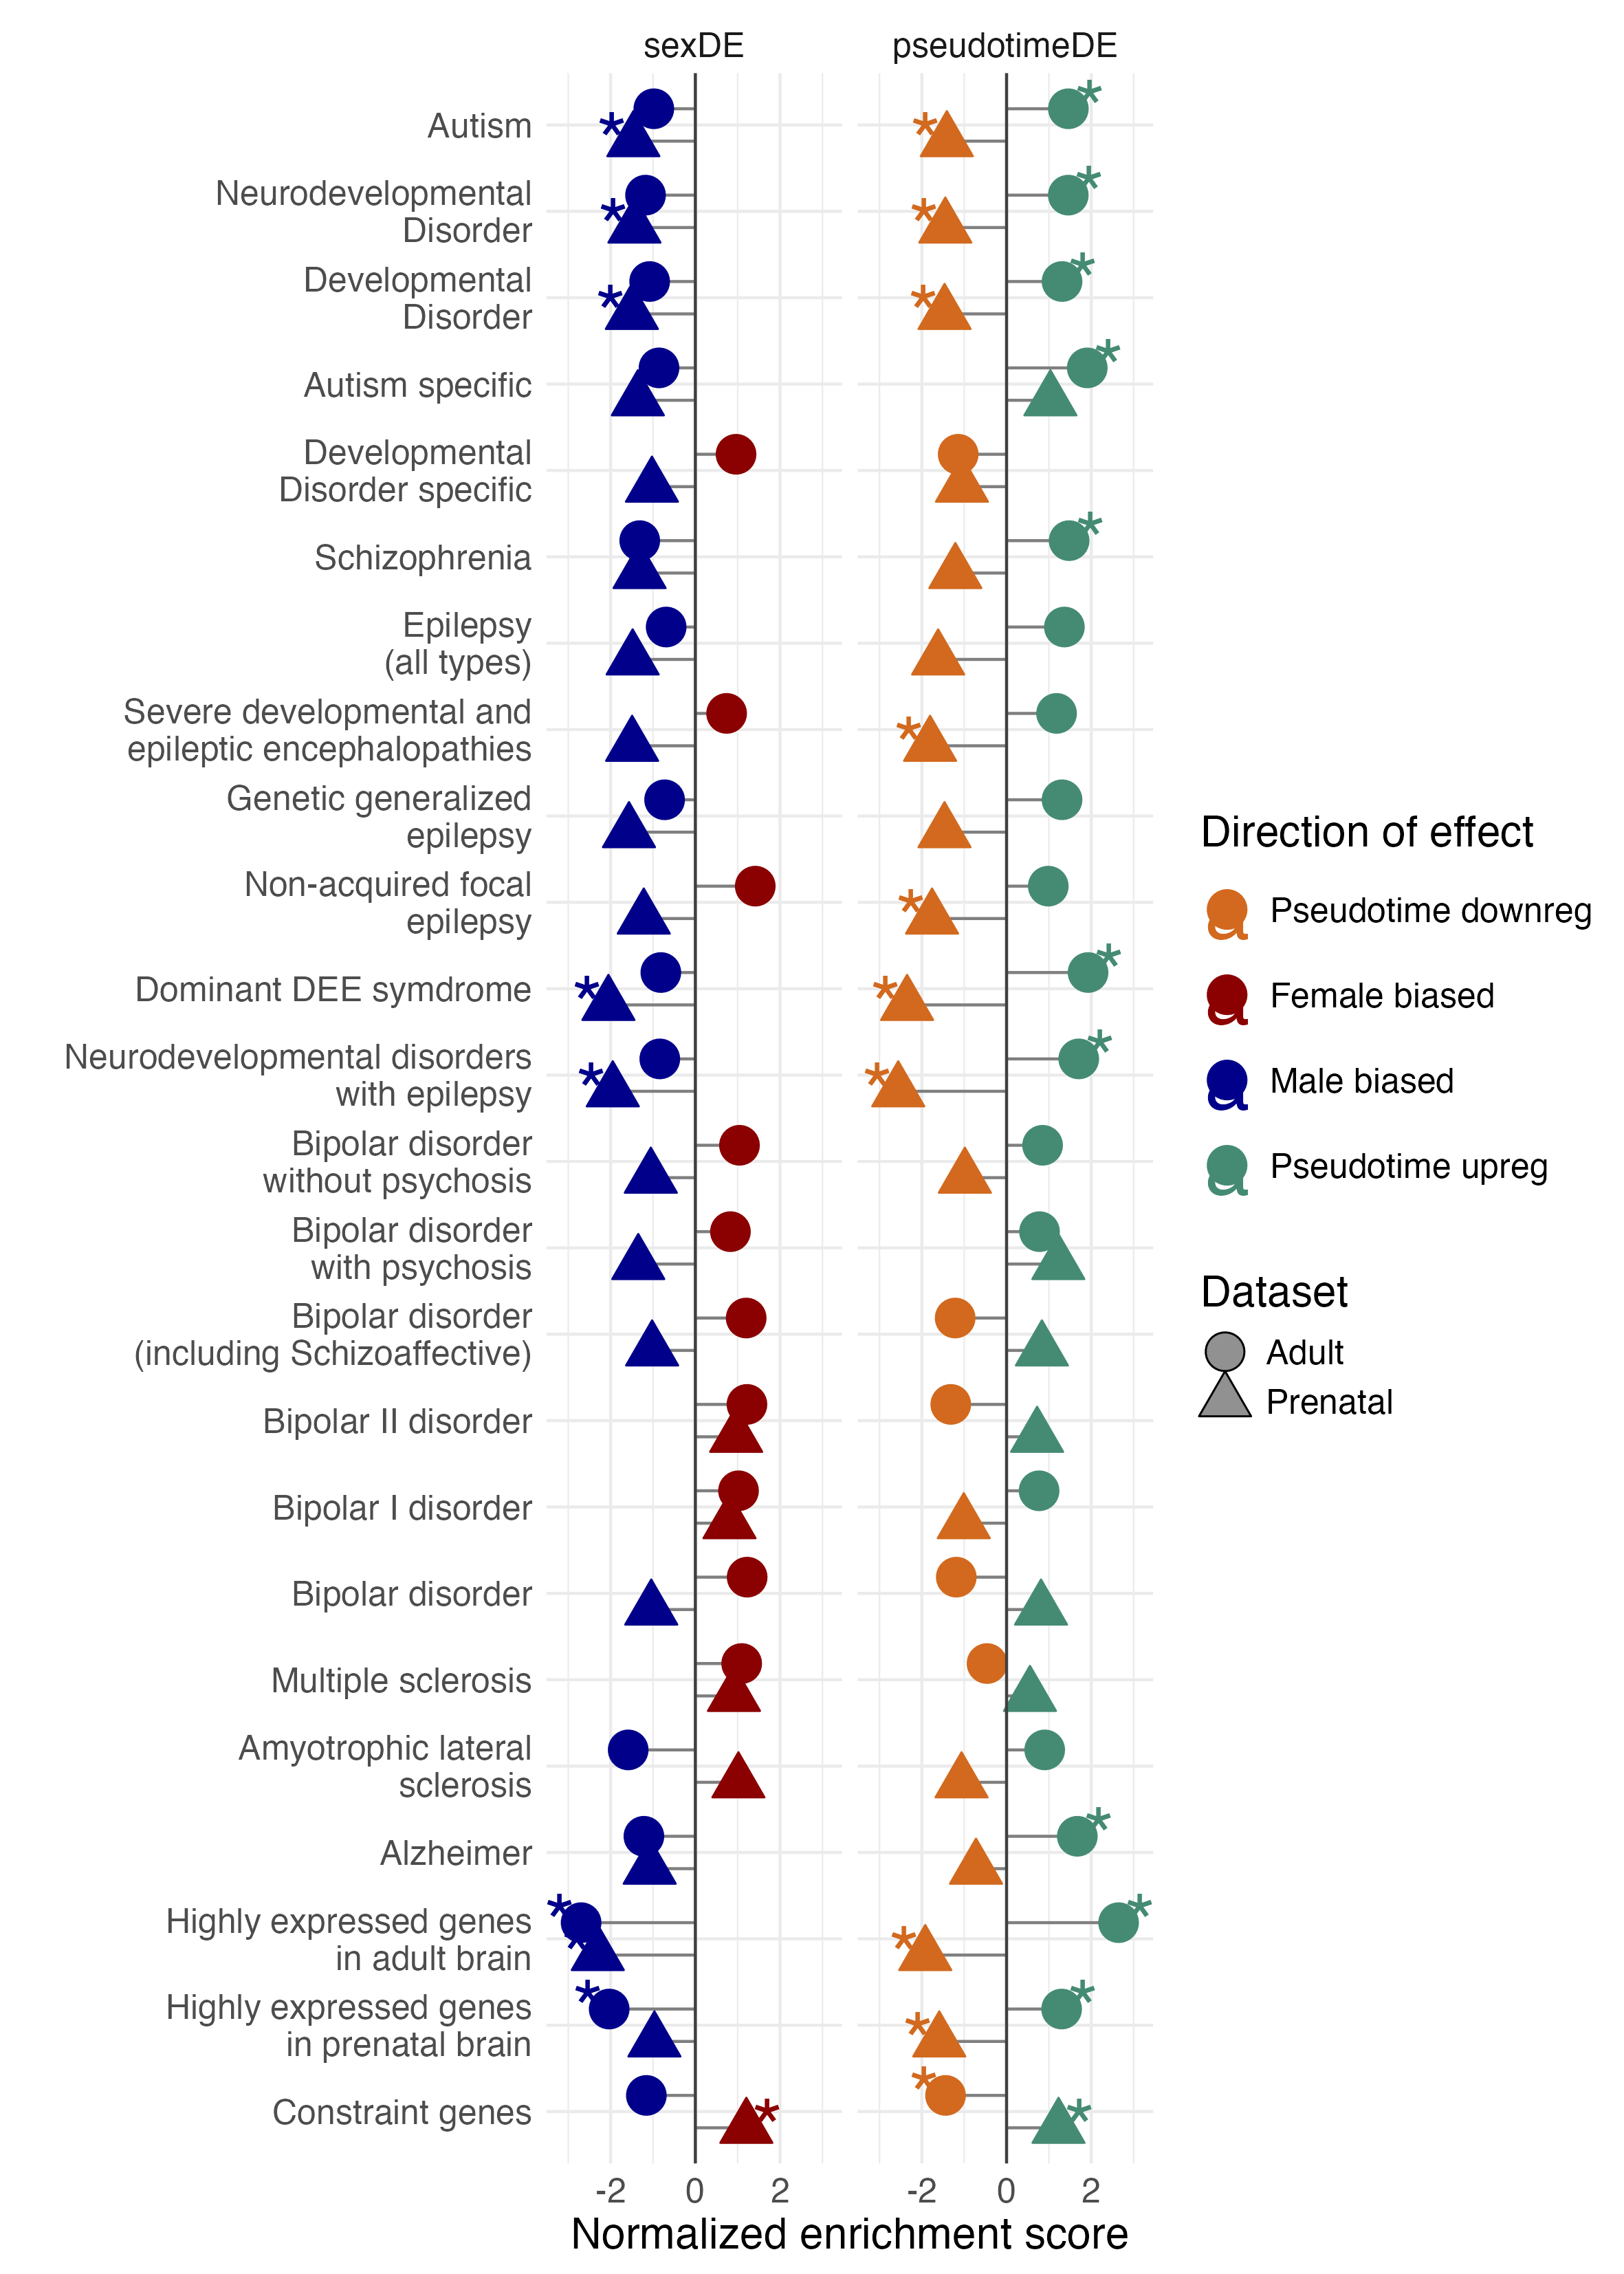 sexDE
pseudotimeDE
Autism
Neurodevelopmental
Disorder
Developmental
Disorder
Autism specific
Developmental
Disorder specific
Schizophrenia
Epilepsy
(all types)
Severe developmental and
epileptic encephalopathies
Genetic generalized
epilepsy
Non-acquired focal
epilepsy
Dominant DEE symdrome
Neurodevelopmental disorders
with epilepsy
Bipolar disorder
without psychosis
Bipolar disorder
with psychosis
Bipolar disorder
(including Schizoaffective)
Bipolar II disorder
Bipolar I disorder
Bipolar disorder
Multiple sclerosis
Amyotrophic lateral
sclerosis
Alzheimer
Highly expressed genes
in adult brain
Highly expressed genes
in prenatal brain
Constraint genes
-2 0 2
-2 0 2
Normalized enrichment score
Direction of effect
a Pseudotime downreg
a Female biased
a Male biased
a Pseudotime upreg
Dataset
Adult
Prenatal